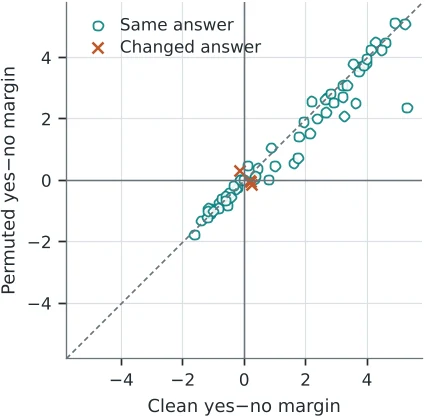 Same answer
Changed answer
Permuted yes−no margin
4
2
0
−2
−4
−4 −2 0 2 4
Clean yes−no margin